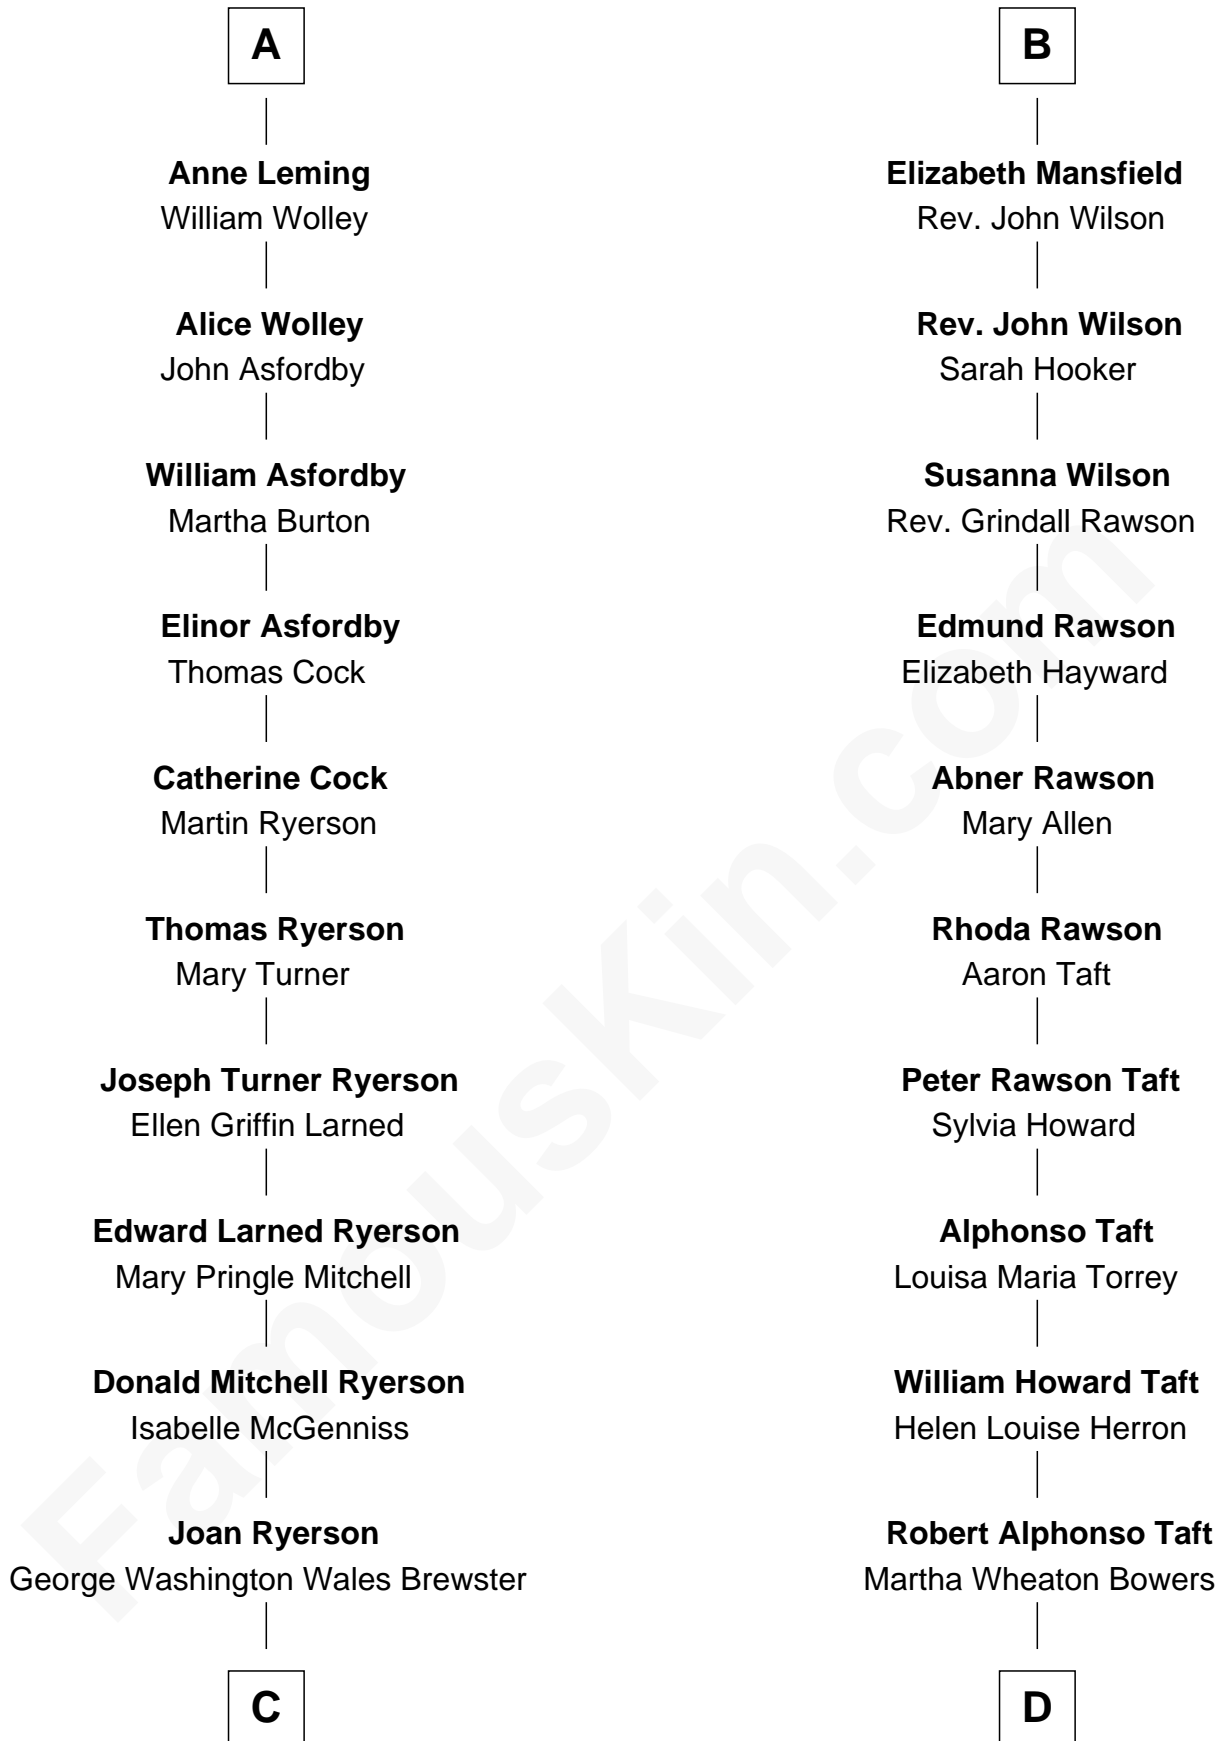 A
Anne Leming
William Wolley
Alice Wolley
John Asfordby
William Asfordby
Martha Burton
Elinor Asfordby
Thomas Cock
Catherine Cock
Martin Ryerson
Thomas Ryerson
Mary Turner
Joseph Turner Ryerson
Ellen Griffin Larned
Edward Larned Ryerson
Mary Pringle Mitchell
Donald Mitchell Ryerson
Isabelle McGenniss
Joan Ryerson
George Washington Wales Brewster
C
B
Elizabeth Mansfield
Rev. John Wilson
Rev. John Wilson
Sarah Hooker
Susanna Wilson
Rev. Grindall Rawson
Edmund Rawson
Elizabeth Hayward
Abner Rawson
Mary Allen
Rhoda Rawson
Aaron Taft
Peter Rawson Taft
Sylvia Howard
Alphonso Taft
Louisa Maria Torrey
William Howard Taft
Helen Louise Herron
Robert Alphonso Taft
Martha Wheaton Bowers
D
FamousKin.com